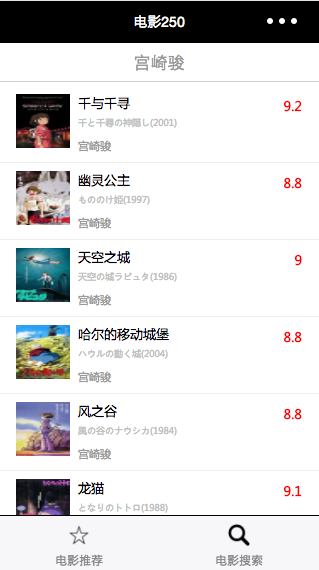 电影250
宫崎骏
千与千寻
9.2
千と千尋の神隠し(2001)
宫崎骏
幽灵公主
8.8
もののけ姫(1997)
宫崎骏
天空之城
9
天空の城ラピュタ(1986)
宫崎骏
哈尔的移动城堡
8.8
ハウルの動く城(2004)
宫崎骏
风之谷
8.8
風の谷のナウシカ(1984)
宫崎骏
龙猫
9.1
となりのトトロ(1988)
电影推荐
电影搜索